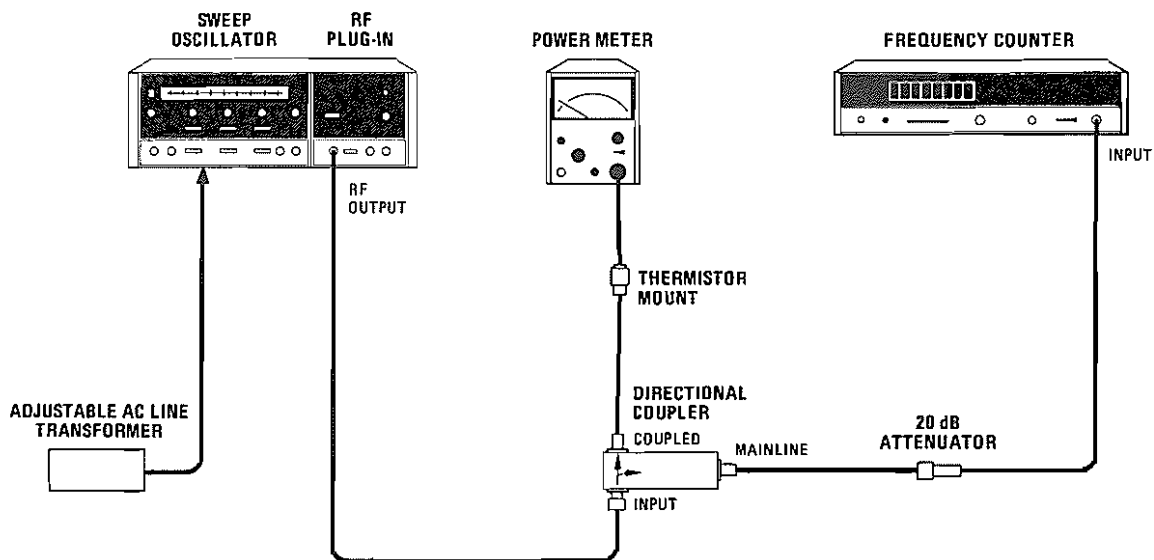 SWEEP
OSCILLATOR
RF
PLUG-IN
POWER METER
FREQUENCY COUNTER
RF
OUTPUT
INPUT
THERMISTOR
MOUNT
ADJUSTABLE AC LINE
TRANSFORMER
DIRECTIONAL
COUPLER
COUPLED
MAINLINE
20 dB
ATTENUATOR
INPUT